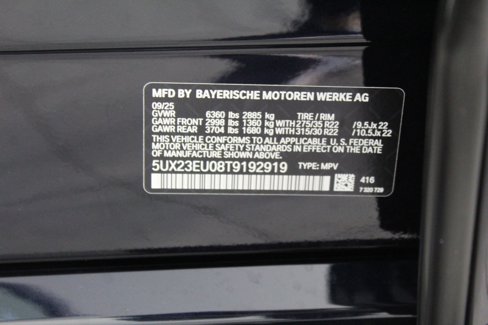 MFD BY BAYERISCHE MOTOREN WERKE AG
09/25
GVWR 6360 lbs 2885 kg TIRE / RIM
GAWR FRONT 2998 lbs 1360 kg WITH 275/35 R22 /9.5Jx 22
GAWR REAR 3704 lbs 1680 kg WITH 315/30 R22 /10.5Jx 22
THIS VEHICLE CONFORMS TO ALL APPLICABLE U. S. FEDERAL
MOTOR VEHICLE SAFETY STANDARDS IN EFFECT ON THE DATE
OF MANUFACTURE SHOWN ABOVE.
5UX23EU08T9192919 TYPE: MPV
416
7 320 729